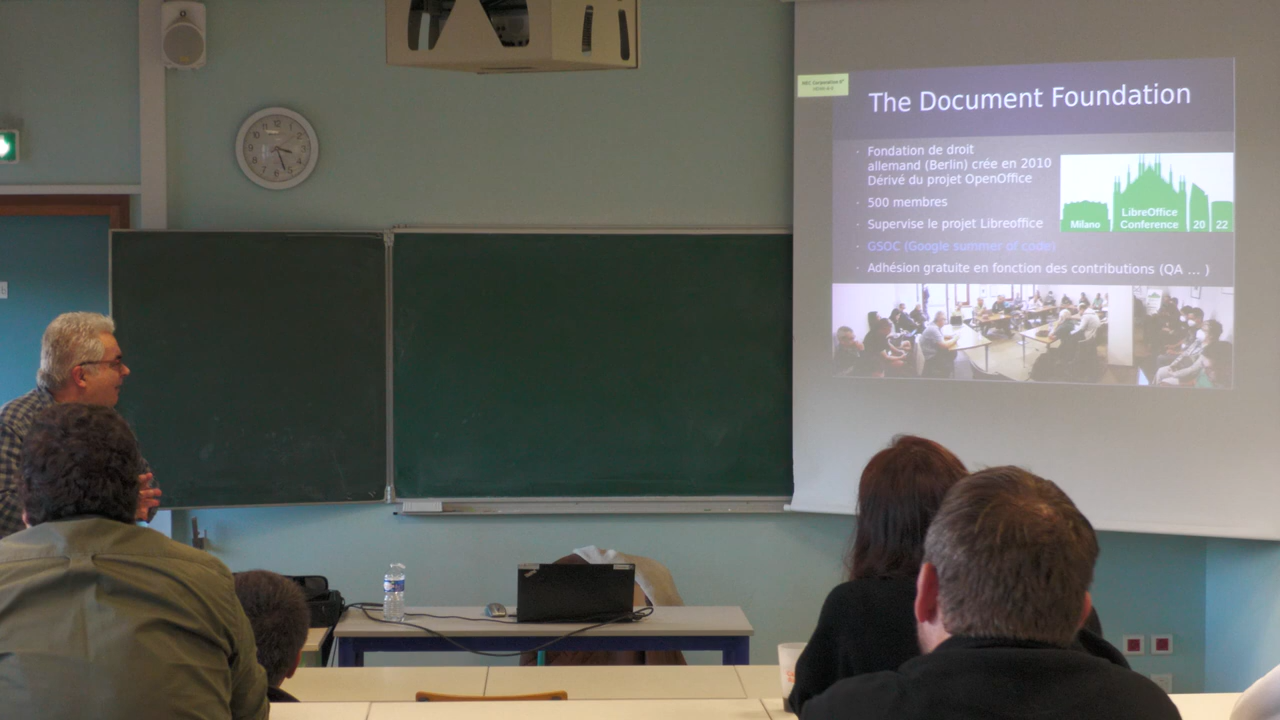 The Document Foundation
Fondation de droit
allemand (Berlin) crée en 2010
Dérivé du projet OpenOffice
500 membres
Supervise le projet Libreoffice
GSOC (Google summer of code)
Adhésion gratuite en fonction des contributions (QA ... )
Milano
LibreOffice
Conference
20 22